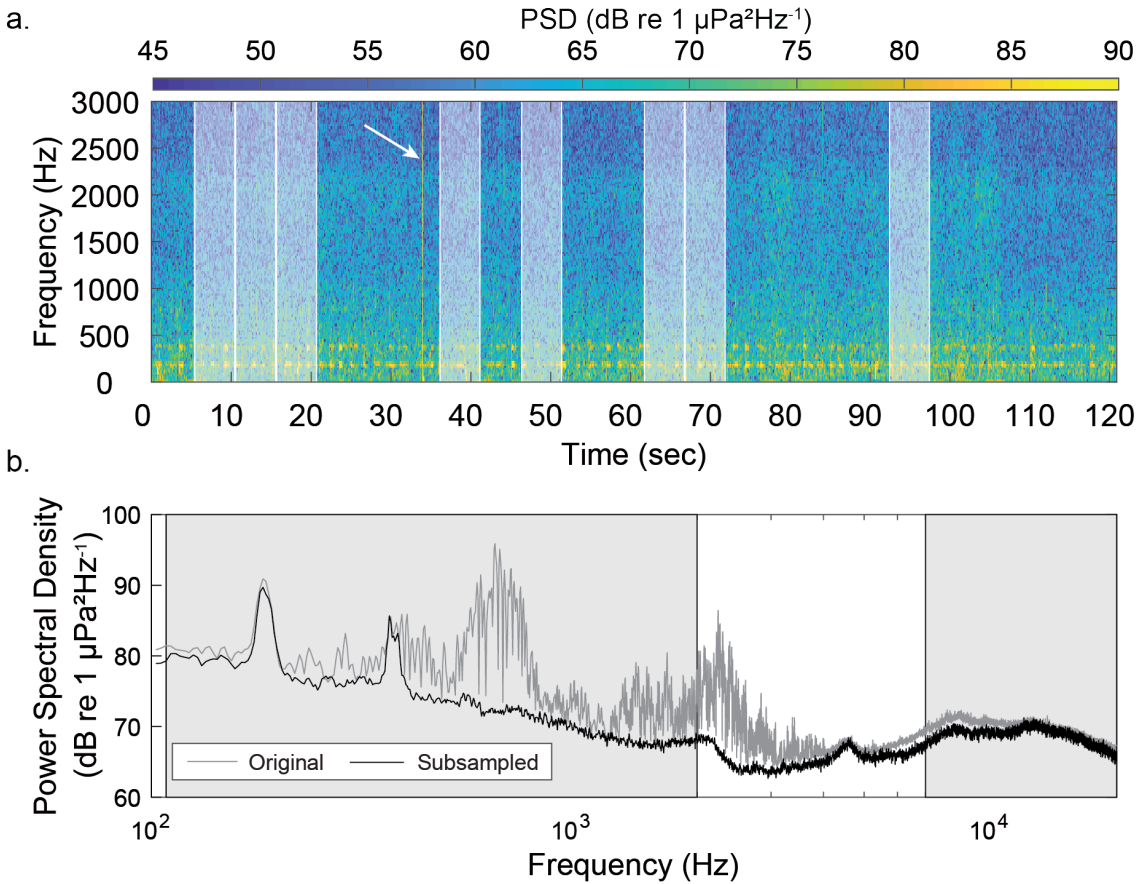 a.
PSD (dB re 1 µPa²Hz⁻¹)
45 50 55 60 65 70 75 80 85 90
3000
2500
2000
1500
1000
500
0
Frequency (Hz)
0 10 20 30 40 50 60 70 80 90 100 110 120
Time (sec)
b.
100
90
80
70
60
Power Spectral Density
(dB re 1 µPa²Hz⁻¹)
Original Subsampled
10² 10³ 10⁴
Frequency (Hz)